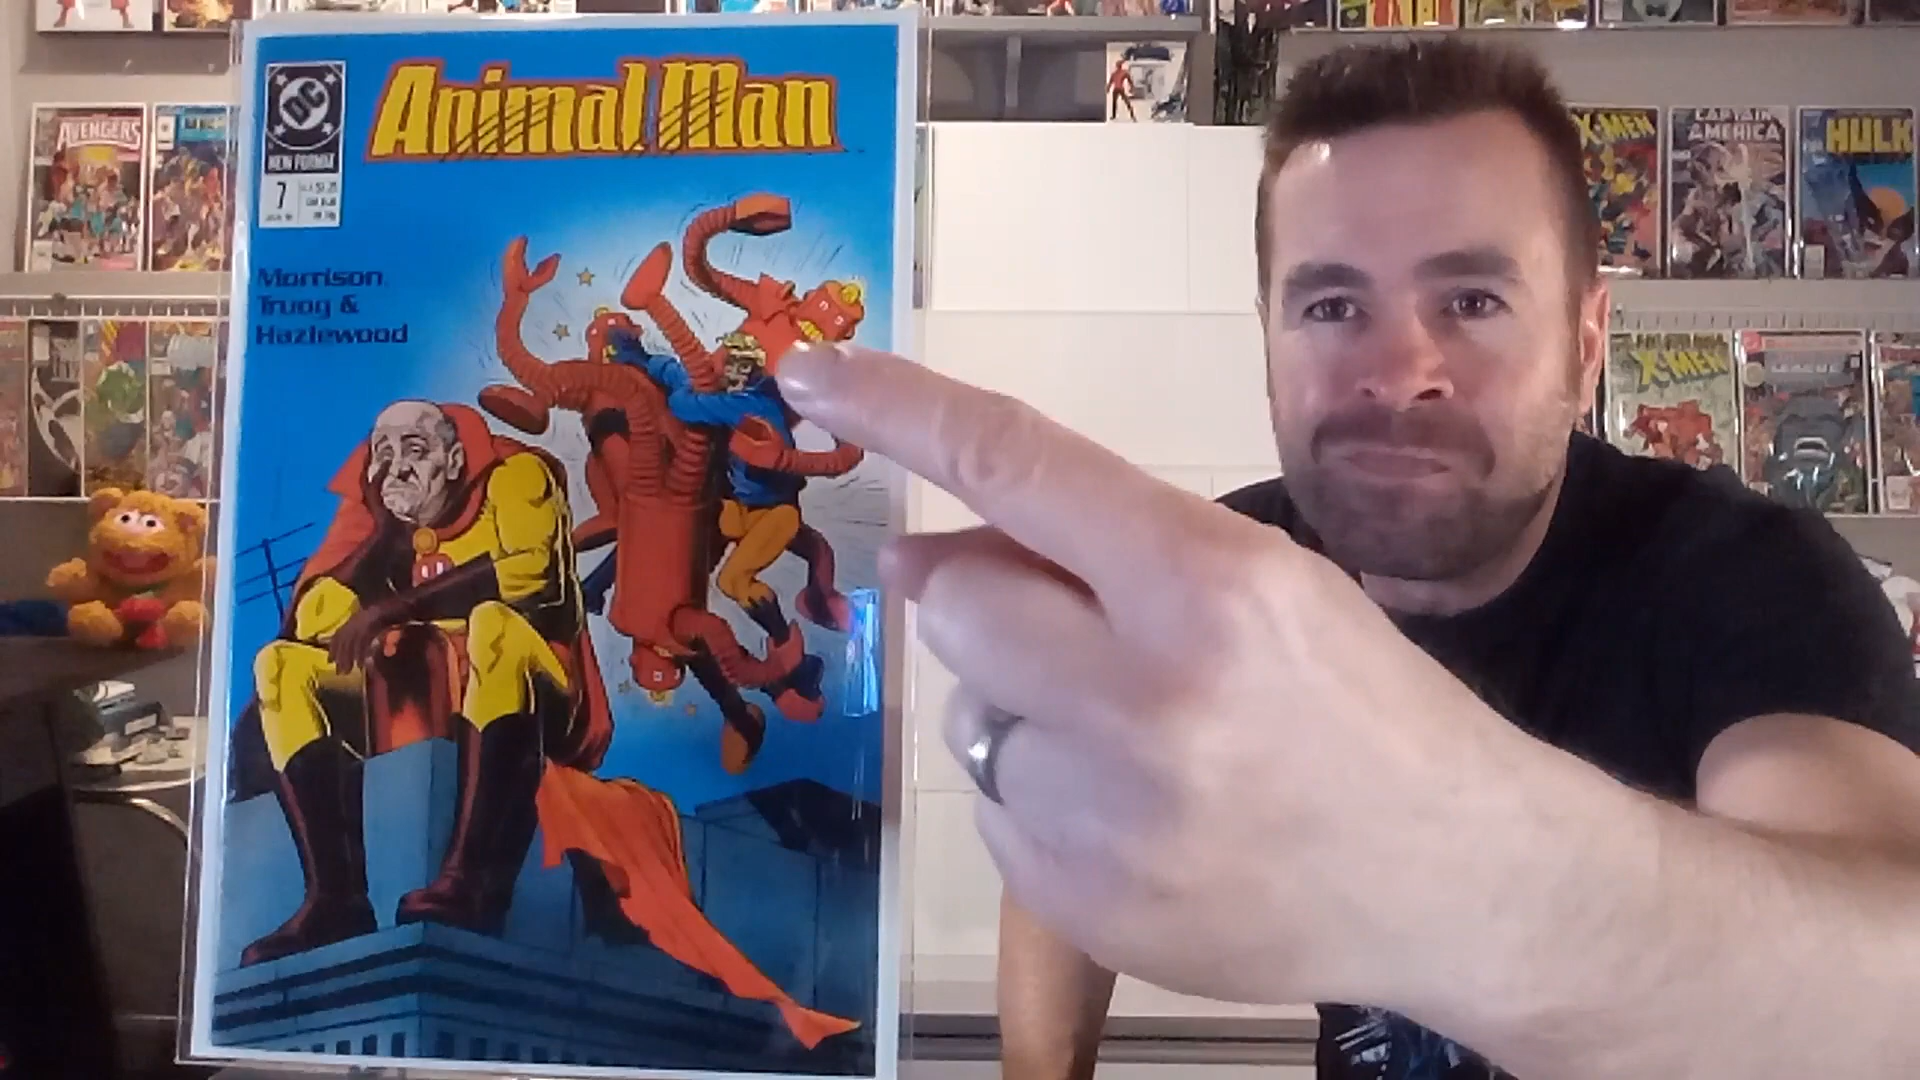 Animal Man
DC
NEW FORMAT
7
Morrison
Truog &
Hazlewood
AVENGERS
X-MEN
CAPTAIN
AMERICA
HULK
X-MEN